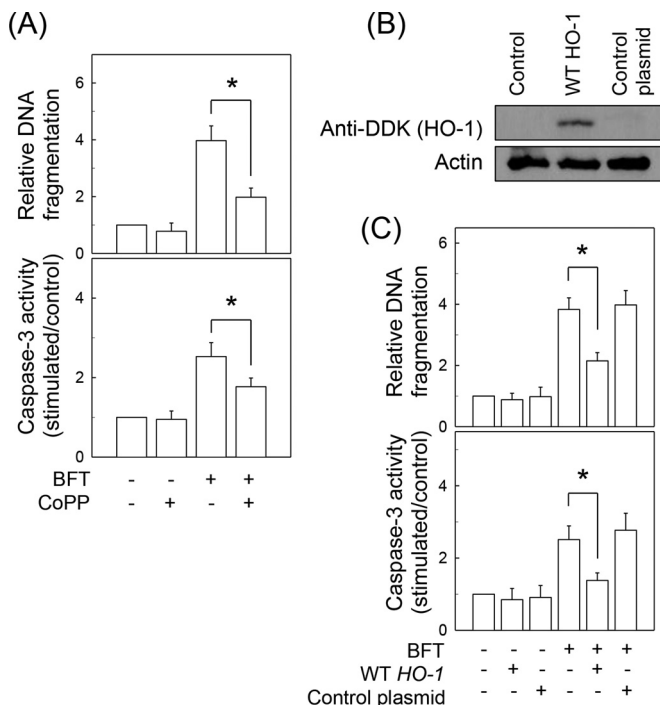 (A)
6
4
2
0
Relative DNA
fragmentation
*
4
2
0
Caspase-3 activity
(stimulated/control)
*
BFT - - + +
CoPP - + - +
(B)
Control
WT HO-1
Control
plasmid
Anti-DDK (HO-1)
Actin
(C)
6
4
2
0
Relative DNA
fragmentation
*
4
2
0
Caspase-3 activity
(stimulated/control)
*
BFT - - - + + +
WT HO-1 - + - - + -
Control plasmid - - + - - +